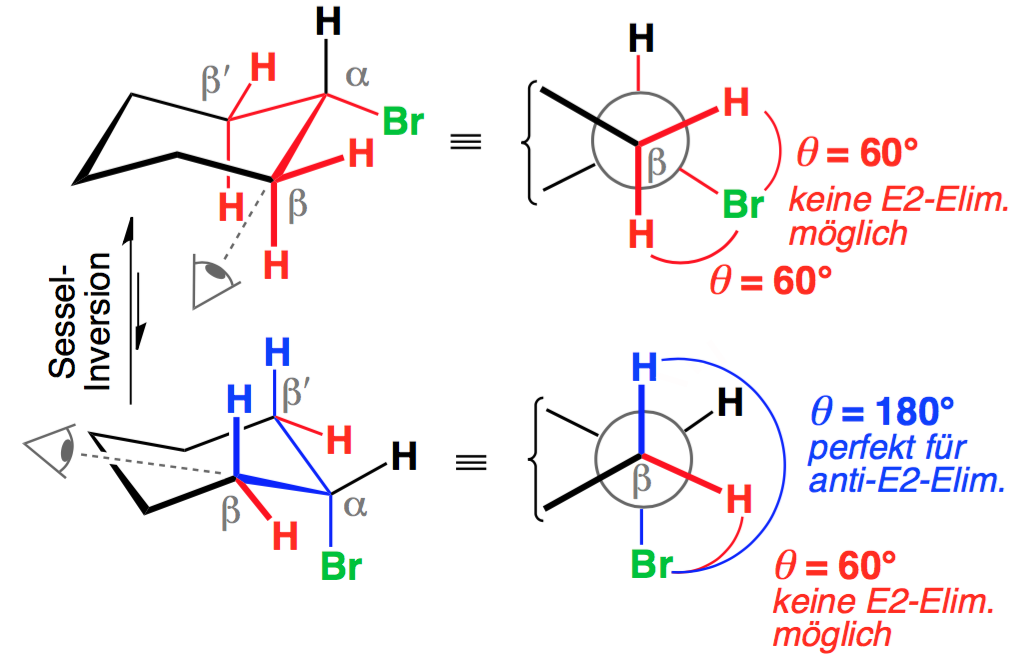 H
β′
H
α
Br
H
H
β
H
≡
H
H
β
Br
H
θ = 60°
keine E2-Elim.
möglich
θ = 60°
Sessel-
Inversion
H
H
β′
H
H
β
α
H
Br
≡
H
H
β
H
Br
θ = 180°
perfekt für
anti-E2-Elim.
θ = 60°
keine E2-Elim.
möglich